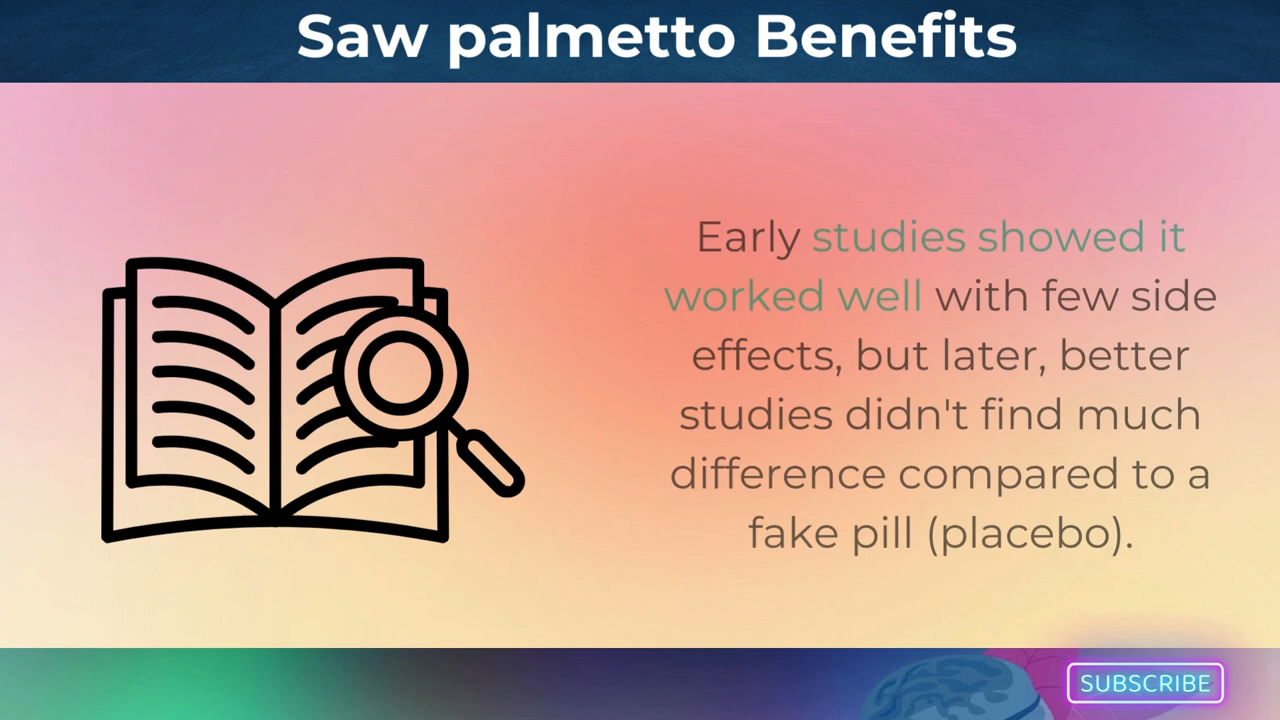 Saw palmetto Benefits
Early studies showed it
worked well with few side
effects, but later, better
studies didn't find much
difference compared to a
fake pill (placebo).
SUBSCRIBE